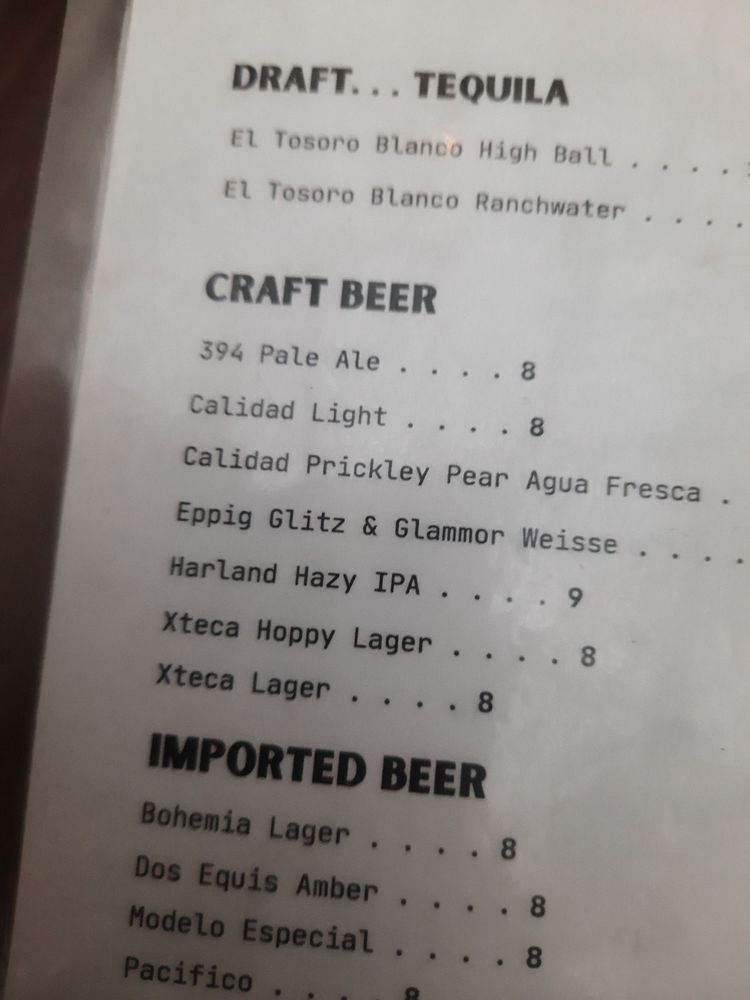 DRAFT. . . TEQUILA
El Tosoro Blanco High Ball . . . .
El Tosoro Blanco Ranchwater . . . .
CRAFT BEER
394 Pale Ale . . . . 8
Calidad Light . . . . 8
Calidad Prickley Pear Agua Fresca .
Eppig Glitz & Glammor Weisse . . . .
Harland Hazy IPA . . . . 9
Xteca Hoppy Lager . . . . 8
Xteca Lager . . . . 8
IMPORTED BEER
Bohemia Lager . . . . 8
Dos Equis Amber . . . . 8
Modelo Especial . . . . 8
Pacifico . . . . 8